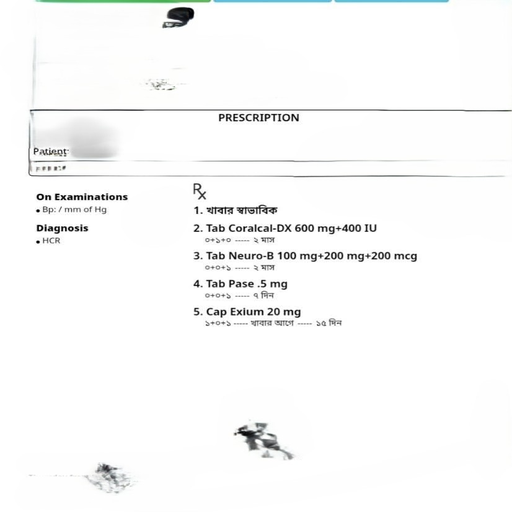 PRESCRIPTION
Patient:
On Examinations
• Bp: / mm of Hg
Diagnosis
• HCR
Rx
1. খাবার স্বাভাবিক
2. Tab Coralcal-DX 600 mg+400 IU
০+১+০ ----- ২ মাস
3. Tab Neuro-B 100 mg+200 mg+200 mcg
০+০+১ ----- ২ মাস
4. Tab Pase .5 mg
০+০+১ ----- ৭ দিন
5. Cap Exium 20 mg
১+০+১ ----- খাবার আগে ----- ১৫ দিন